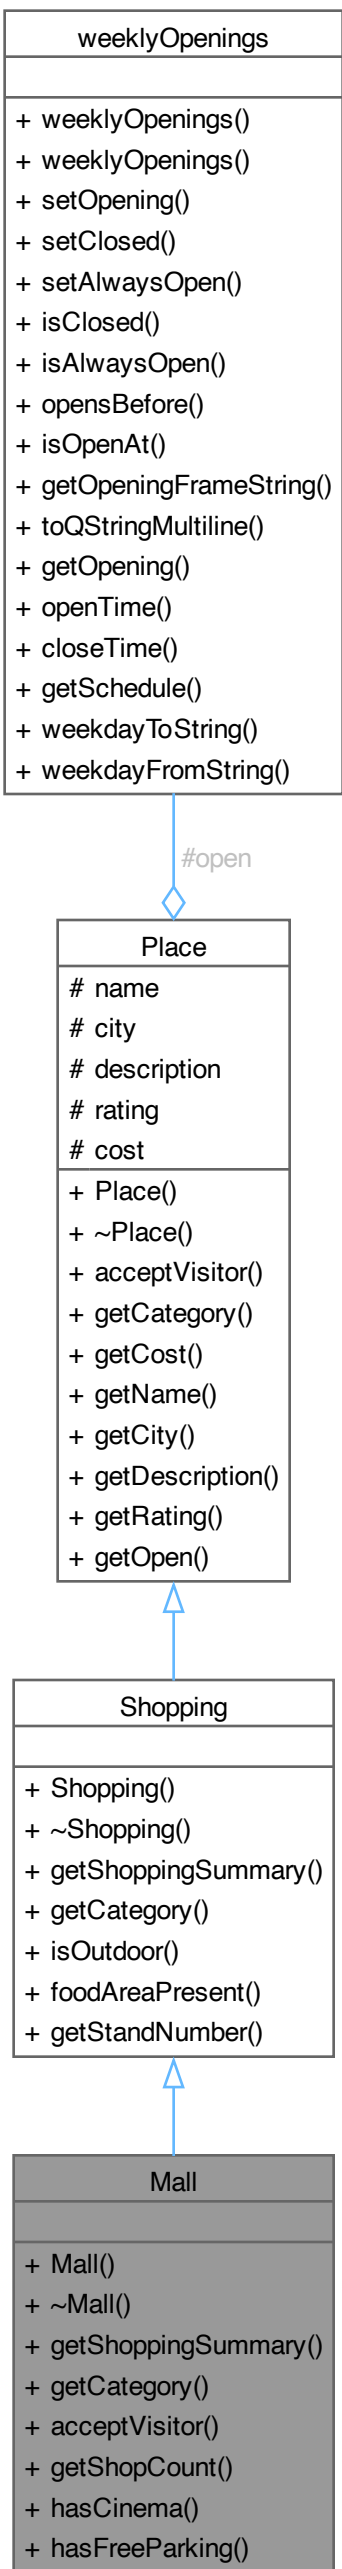 weeklyOpenings
+ weeklyOpenings()
+ weeklyOpenings()
+ setOpening()
+ setClosed()
+ setAlwaysOpen()
+ isClosed()
+ isAlwaysOpen()
+ opensBefore()
+ isOpenAt()
+ getOpeningFrameString()
+ toQStringMultiline()
+ getOpening()
+ openTime()
+ closeTime()
+ getSchedule()
+ weekdayToString()
+ weekdayFromString()
#open
Place
# name
# city
# description
# rating
# cost
+ Place()
+ ~Place()
+ acceptVisitor()
+ getCategory()
+ getCost()
+ getName()
+ getCity()
+ getDescription()
+ getRating()
+ getOpen()
Shopping
+ Shopping()
+ ~Shopping()
+ getShoppingSummary()
+ getCategory()
+ isOutdoor()
+ foodAreaPresent()
+ getStandNumber()
Mall
+ Mall()
+ ~Mall()
+ getShoppingSummary()
+ getCategory()
+ acceptVisitor()
+ getShopCount()
+ hasCinema()
+ hasFreeParking()